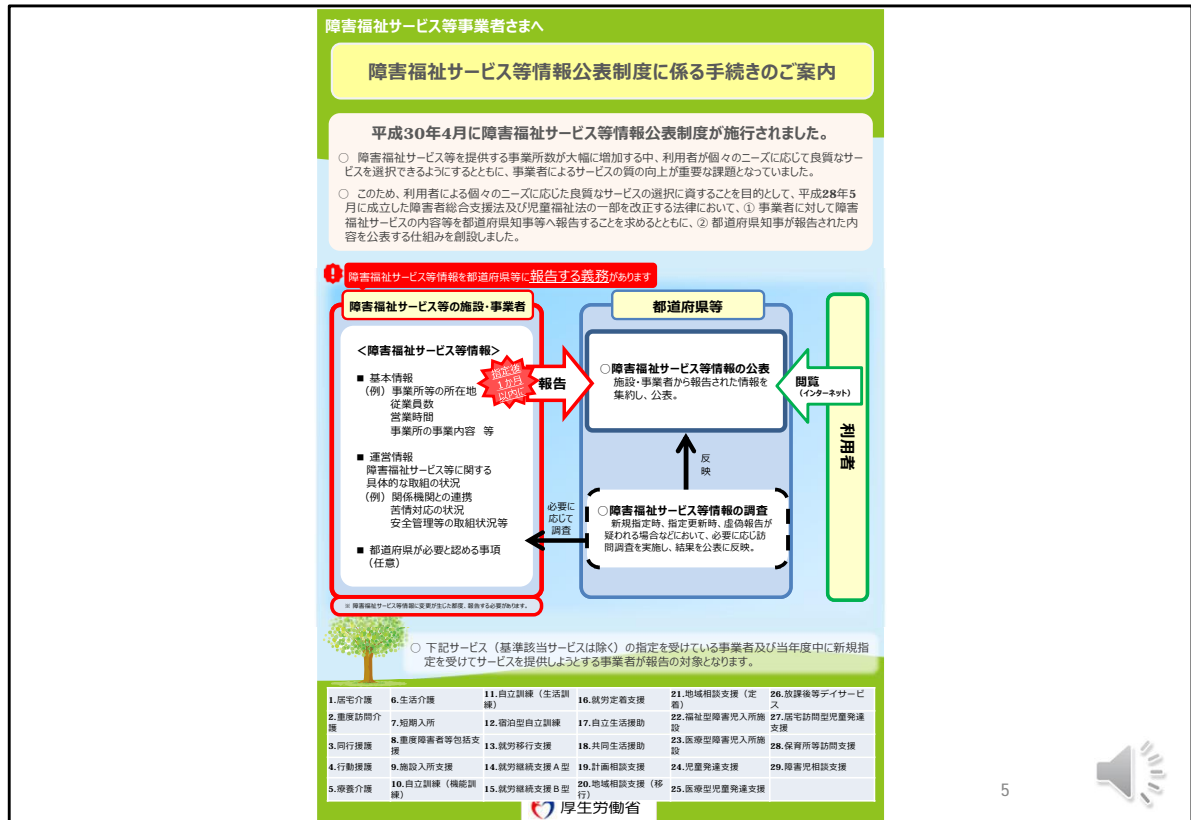 障害福祉サービス等事業者さまへ
障害福祉サービス等情報公表制度に係る手続きのご案内
平成30年4月に障害福祉サービス等情報公表制度が施行されました。
○ 障害福祉サービス等を提供する事業所数が大幅に増加する中、利用者が個々のニーズに応じて良質なサー
ビスを選択できるようにするとともに、事業者によるサービスの質の向上が重要な課題となっていました。
○ このため、利用者による個々のニーズに応じた良質なサービスの選択に資することを目的として、平成28年5
月に成立した障害者総合支援法及び児童福祉法の一部を改正する法律において、① 事業者に対して障害
福祉サービスの内容等を都道府県知事等へ報告することを求めるとともに、② 都道府県知事が報告された内
容を公表する仕組みを創設しました。
障害福祉サービス等情報を都道府県等に報告する義務があります
障害福祉サービス等の施設・事業者
<障害福祉サービス等情報>
■ 基本情報
(例)事業所等の所在地
従業員数
営業時間
事業所の事業内容 等
■ 運営情報
障害福祉サービス等に関する
具体的な取組の状況
(例)関係機関との連携
苦情対応の状況
安全管理等の取組状況等
■ 都道府県が必要と認める事項
(任意)
※ 障害福祉サービス等情報に変更が生じた都度、報告する必要があります。
指定後
1か月
以内に
報告
必要に
応じて
調査
都道府県等
○障害福祉サービス等情報の公表
施設・事業者から報告された情報を
集約し、公表。
反
映
○障害福祉サービス等情報の調査
新規指定時、指定更新時、虚偽報告が
疑われる場合などにおいて、必要に応じ訪
問調査を実施し、結果を公表に反映。
閲覧
(インターネット)
利用者
○ 下記サービス(基準該当サービスは除く)の指定を受けている事業者及び当年度中に新規指
定を受けてサービスを提供しようとする事業者が報告の対象となります。
1.居宅介護 6.生活介護 11.自立訓練(生活訓練) 16.就労定着支援 21.地域相談支援(定着) 26.放課後等デイサービス
2.重度訪問介護 7.短期入所 12.宿泊型自立訓練 17.自立生活援助 22.福祉型障害児入所施設 27.居宅訪問型児童発達支援
3.同行援護 8.重度障害者等包括支援 13.就労移行支援 18.共同生活援助 23.医療型障害児入所施設 28.保育所等訪問支援
4.行動援護 9.施設入所支援 14.就労継続支援A型 19.計画相談支援 24.児童発達支援 29.障害児相談支援
5.療養介護 10.自立訓練(機能訓練) 15.就労継続支援B型 20.地域相談支援(移行) 25.医療型児童発達支援
厚生労働省
5